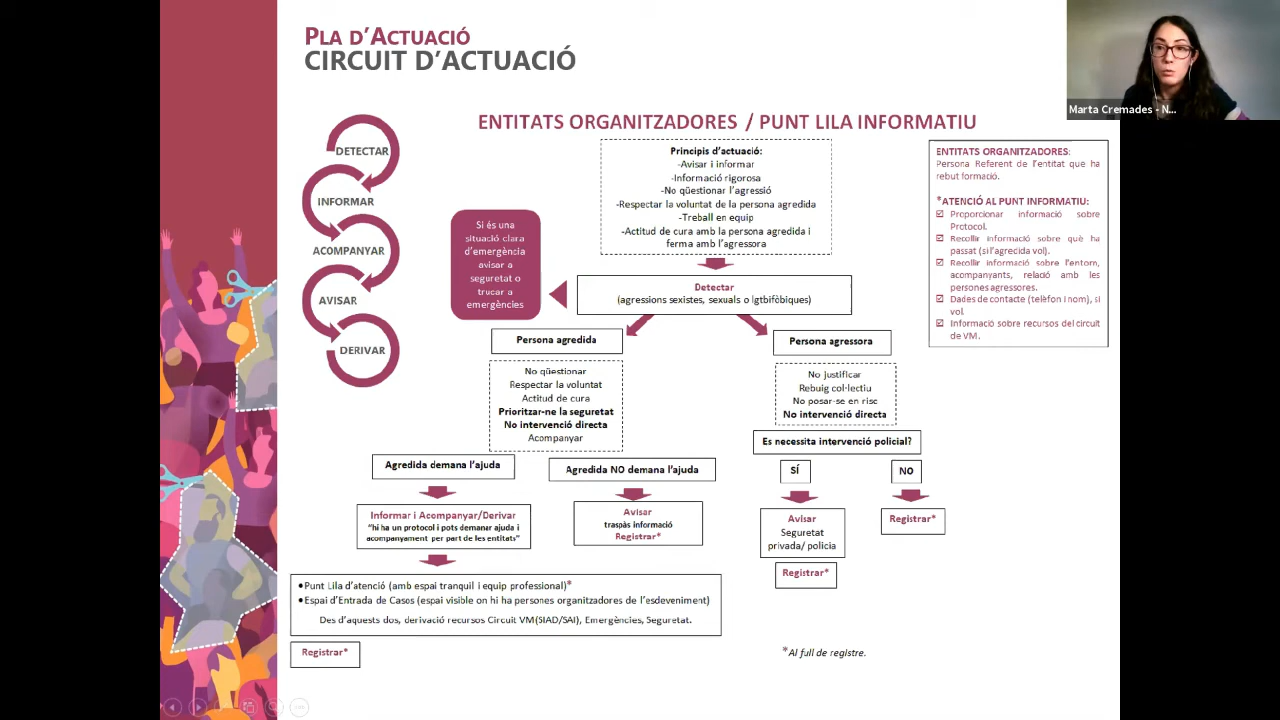 PLA D'ACTUACIÓ
CIRCUIT D'ACTUACIÓ
Marta Cremades - N...
ENTITATS ORGANITZADORES / PUNT LILA INFORMATIU
DETECTAR
INFORMAR
ACOMPANYAR
AVISAR
DERIVAR
Principis d'actuació:
-Avisar i informar
-Informació rigorosa
-No qüestionar l'agressió
-Respectar la voluntat de la persona agredida
-Treball en equip
-Actitud de cura amb la persona agredida i
ferma amb l'agressora
Si és una
situació clara
d'emergència
avisar a
seguretat o
trucar a
emergències
Detectar
(agressions sexistes, sexuals o lgtbifòbiques)
ENTITATS ORGANITZADORES:
Persona Referent de l'entitat que ha
rebut formació.
*ATENCIÓ AL PUNT INFORMATIU:
Proporcionar informació sobre
Protocol.
Recollir informació sobre què ha
passat (si l'agrecida vol).
Recollir informació sobre l'entorn,
acompanyants, relació amb les
persones agressores.
Dades de contacte (telèfon i nom), si
vol.
Informació sobre recursos del circuit
de VM.
Persona agredida
No qüestionar
Respectar la voluntat
Actitud de cura
Prioritzar-ne la seguretat
No intervenció directa
Acompanyar
Persona agressora
No justificar
Rebuig col·lectiu
No posar-se en risc
No intervenció directa
Es necessita intervenció policial?
SÍ
NO
Agredida demana l'ajuda
Agredida NO demana l'ajuda
Informar i Acompanyar/Derivar
"hi ha un protocol i pots demanar ajuda i
acompanyament per part de les entitats"
Avisar
traspàs informació
Registrar*
Avisar
Seguretat
privada/ policia
Registrar*
Registrar*
•Punt Lila d'atenció (amb espai tranquil i equip professional)*
•Espai d'Entrada de Casos (espai visible on hi ha persones organitzadores de l'esdeveniment)
Des d'aquests dos, derivació recursos Circuit VM(SIAD/SAI), Emergències, Seguretat.
Registrar*
*Al full de registre.